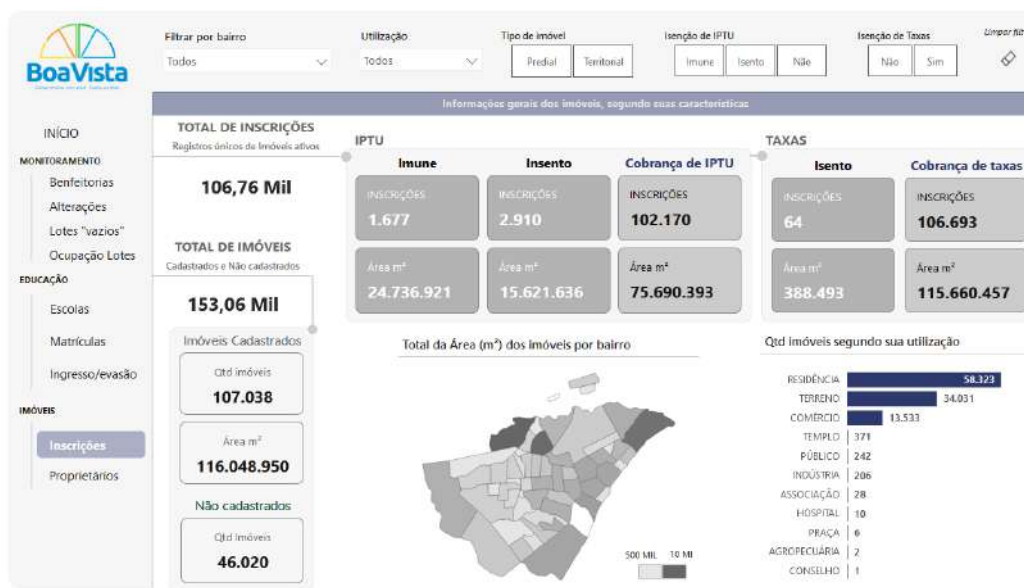 BoaVista
Filtrar por bairro
Todos
Utilização
Todos
Tipo de imóvel
Predial
Territorial
Isenção de IPTU
Imune
Isento
Não
Isenção de Taxas
Não
Sim
Limpar
Informações gerais dos imóveis, segundo suas características
INÍCIO
MONITORAMENTO
Benfeitorias
Alterações
Lotes "vazios"
Ocupação Lotes
EDUCAÇÃO
Escolas
Matrículas
Ingresso/evasão
IMÓVEIS
Inscrições
Proprietários
TOTAL DE INSCRIÇÕES
Registros únicos de Imóveis ativos
106,76 Mil
TOTAL DE IMÓVEIS
Cadastrados e Não cadastrados
153,06 Mil
Imóveis Cadastrados
Qtd imóveis
107.038
Área m²
116.048.950
Não cadastrados
Qtd imóveis
46.020
IPTU
Imune
INSCRIÇÕES
1.677
Área m²
24.736.921
Insento
INSCRIÇÕES
2.910
Área m²
15.621.636
Cobrança de IPTU
INSCRIÇÕES
102.170
Área m²
75.690.393
TAXAS
Isento
INSCRIÇÕES
64
Área m²
388.493
Cobrança de taxas
INSCRIÇÕES
106.693
Área m²
115.660.457
Total da Área (m²) dos imóveis por bairro
500 MIL 10 MI
Qtd imóveis segundo sua utilização
RESIDÊNCIA 58.323
TERRENO 34.031
COMÉRCIO 13.533
TEMPLO 371
PÚBLICO 242
INDÚSTRIA 206
ASSOCIAÇÃO 28
HOSPITAL 10
PRAÇA 6
AGROPECUÁRIA 2
CONSELHO 1